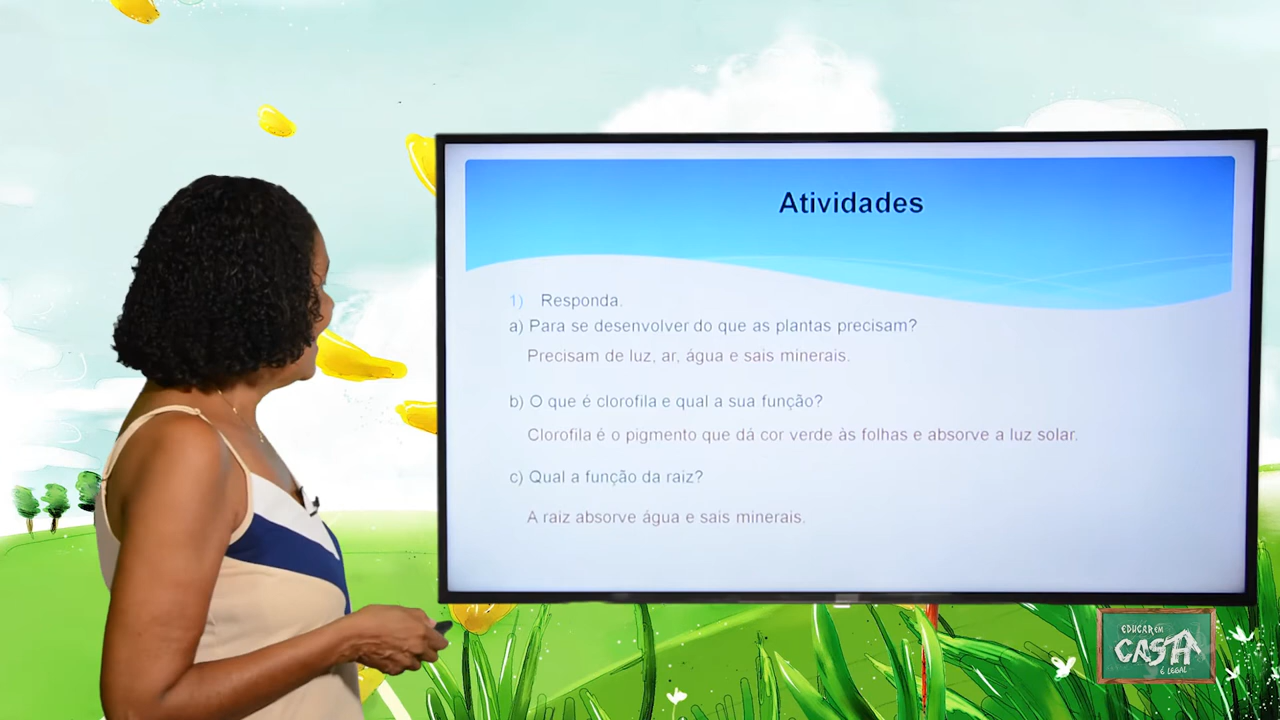 Atividades
1) Responda.
a) Para se desenvolver do que as plantas precisam?
Precisam de luz, ar, água e sais minerais.
b) O que é clorofila e qual a sua função?
Clorofila é o pigmento que dá cor verde às folhas e absorve a luz solar.
c) Qual a função da raiz?
A raiz absorve água e sais minerais.
EDUCAR EM
CASA
É LEGAL